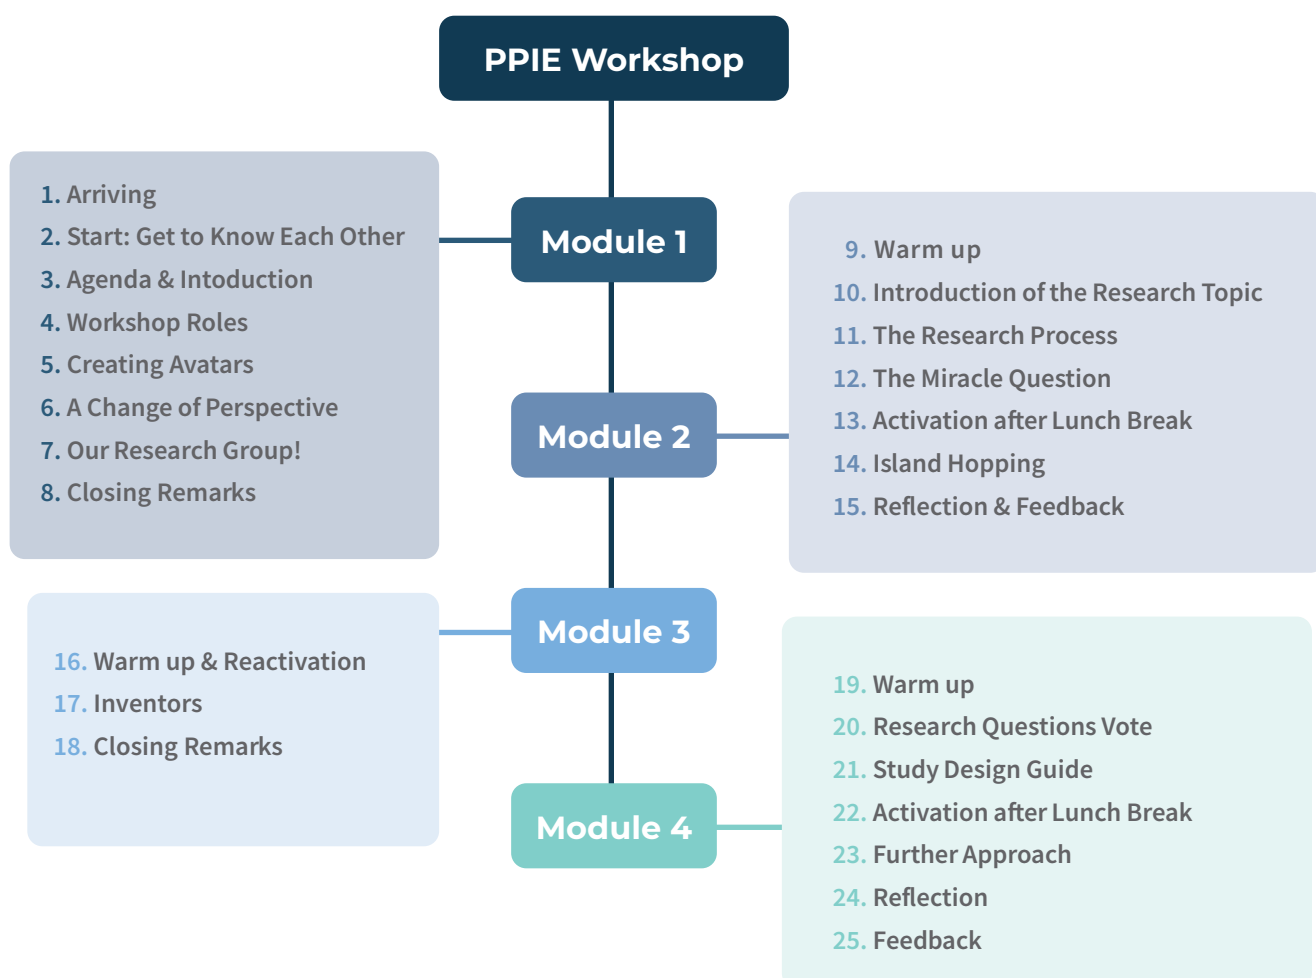 PPIE Workshop
Module 1
1. Arriving
2. Start: Get to Know Each Other
3. Agenda & Intoduction
4. Workshop Roles
5. Creating Avatars
6. A Change of Perspective
7. Our Research Group!
8. Closing Remarks
Module 2
9. Warm up
10. Introduction of the Research Topic
11. The Research Process
12. The Miracle Question
13. Activation after Lunch Break
14. Island Hopping
15. Reflection & Feedback
Module 3
16. Warm up & Reactivation
17. Inventors
18. Closing Remarks
Module 4
19. Warm up
20. Research Questions Vote
21. Study Design Guide
22. Activation after Lunch Break
23. Further Approach
24. Reflection
25. Feedback